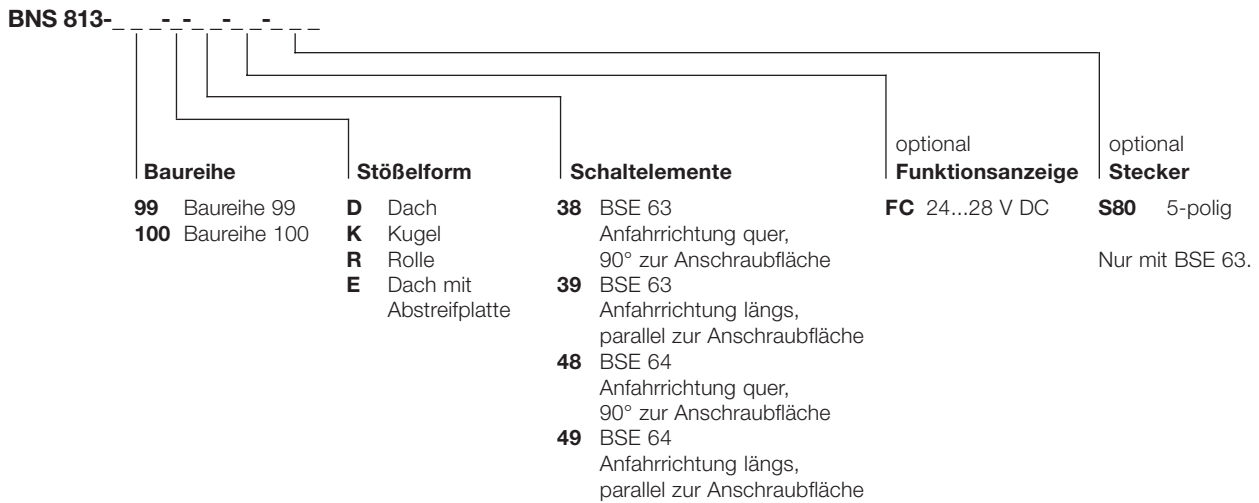 BNS 813-_ _ _-_-_ _-_ _-_ _ _
optional
optional
Baureihe
Stößelform
Schaltelemente
Funktionsanzeige
Stecker
99 Baureihe 99
100 Baureihe 100
D Dach
K Kugel
R Rolle
E Dach mit
Abstreifplatte
38 BSE 63
Anfahrrichtung quer,
90° zur Anschraubfläche
39 BSE 63
Anfahrrichtung längs,
parallel zur Anschraubfläche
48 BSE 64
Anfahrrichtung quer,
90° zur Anschraubfläche
49 BSE 64
Anfahrrichtung längs,
parallel zur Anschraubfläche
FC 24...28 V DC
S80 5-polig
Nur mit BSE 63.